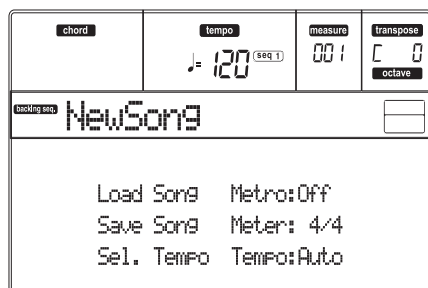 chord tempo measure transpose
♩= 120 seq 1 001 C 0
octave
backing seq. NewSong
Load Song Metro:Off
Save Song Meter: 4/4
Sel. Tempo Tempo:Auto